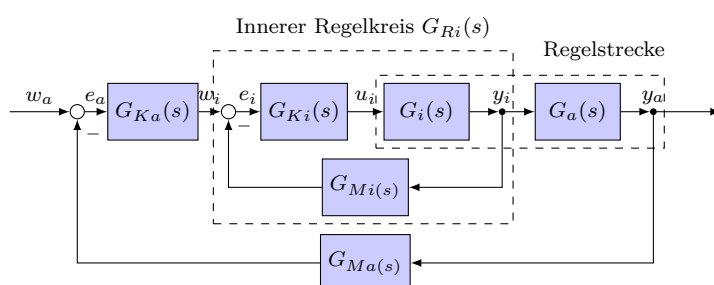 Innerer Regelkreis G_{Ri}(s)
Regelstrecke
w_a
e_a
G_{Ka}(s)
w_i
e_i
G_{Ki}(s)
u_i
G_i(s)
y_i
G_a(s)
y_a
−
−
G_{Mi(s)}
G_{Ma(s)}